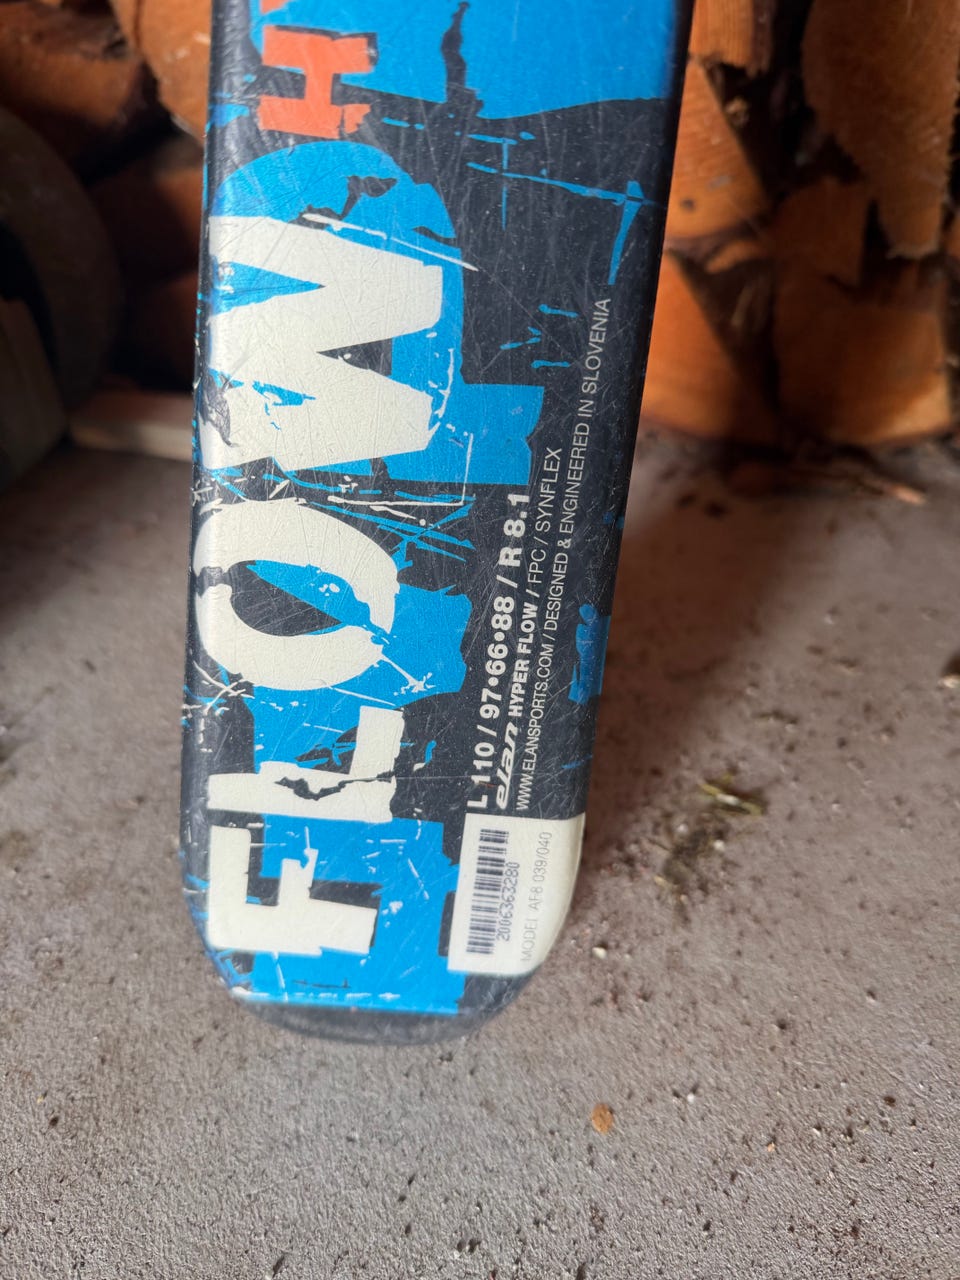 FLOW H
L 110 / 97•66•88 / R 8.1
elan HYPER FLOW / FPC / SYNFLEX
WWW.ELANSPORTS.COM / DESIGNED & ENGINEERED IN SLOVENIA
2006363280
MODEL AF8 039/040